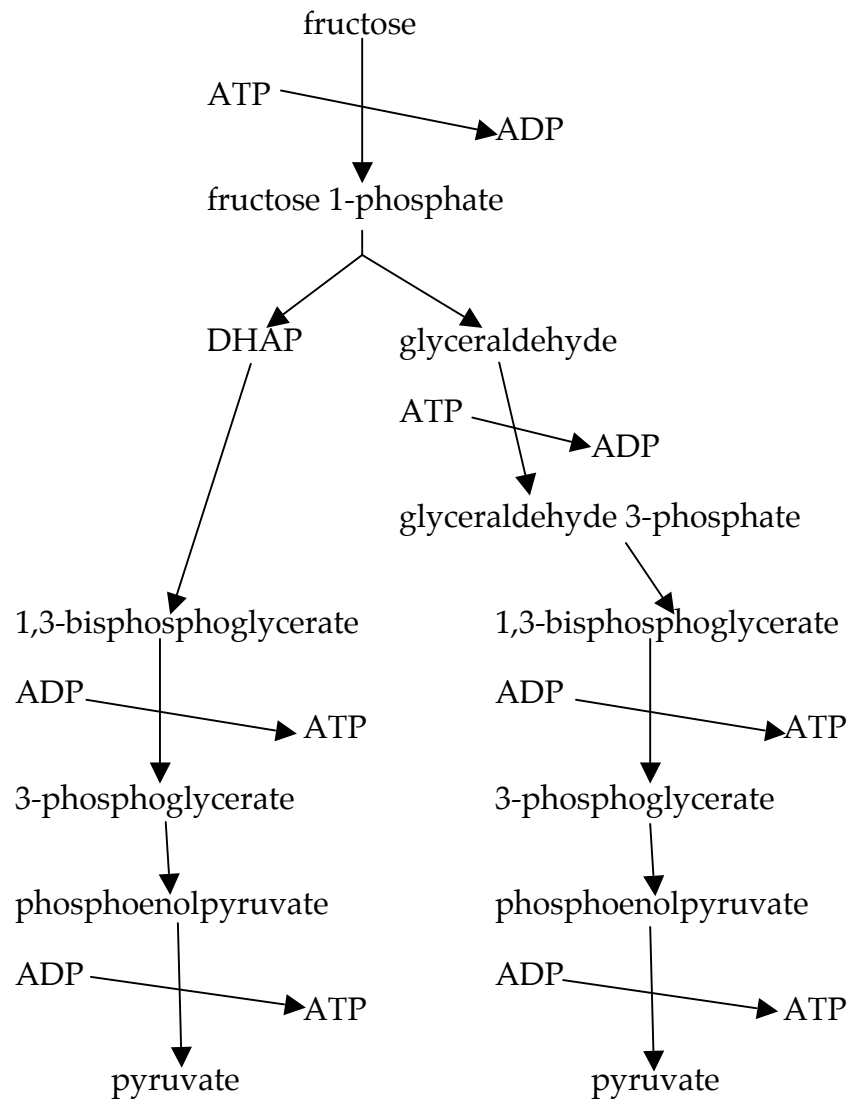 fructose
ATP
ADP
fructose 1-phosphate
DHAP glyceraldehyde
ATP
ADP
glyceraldehyde 3-phosphate
1,3-bisphosphoglycerate 1,3-bisphosphoglycerate
ADP ADP
ATP ATP
3-phosphoglycerate 3-phosphoglycerate
phosphoenolpyruvate phosphoenolpyruvate
ADP ADP
ATP ATP
pyruvate pyruvate